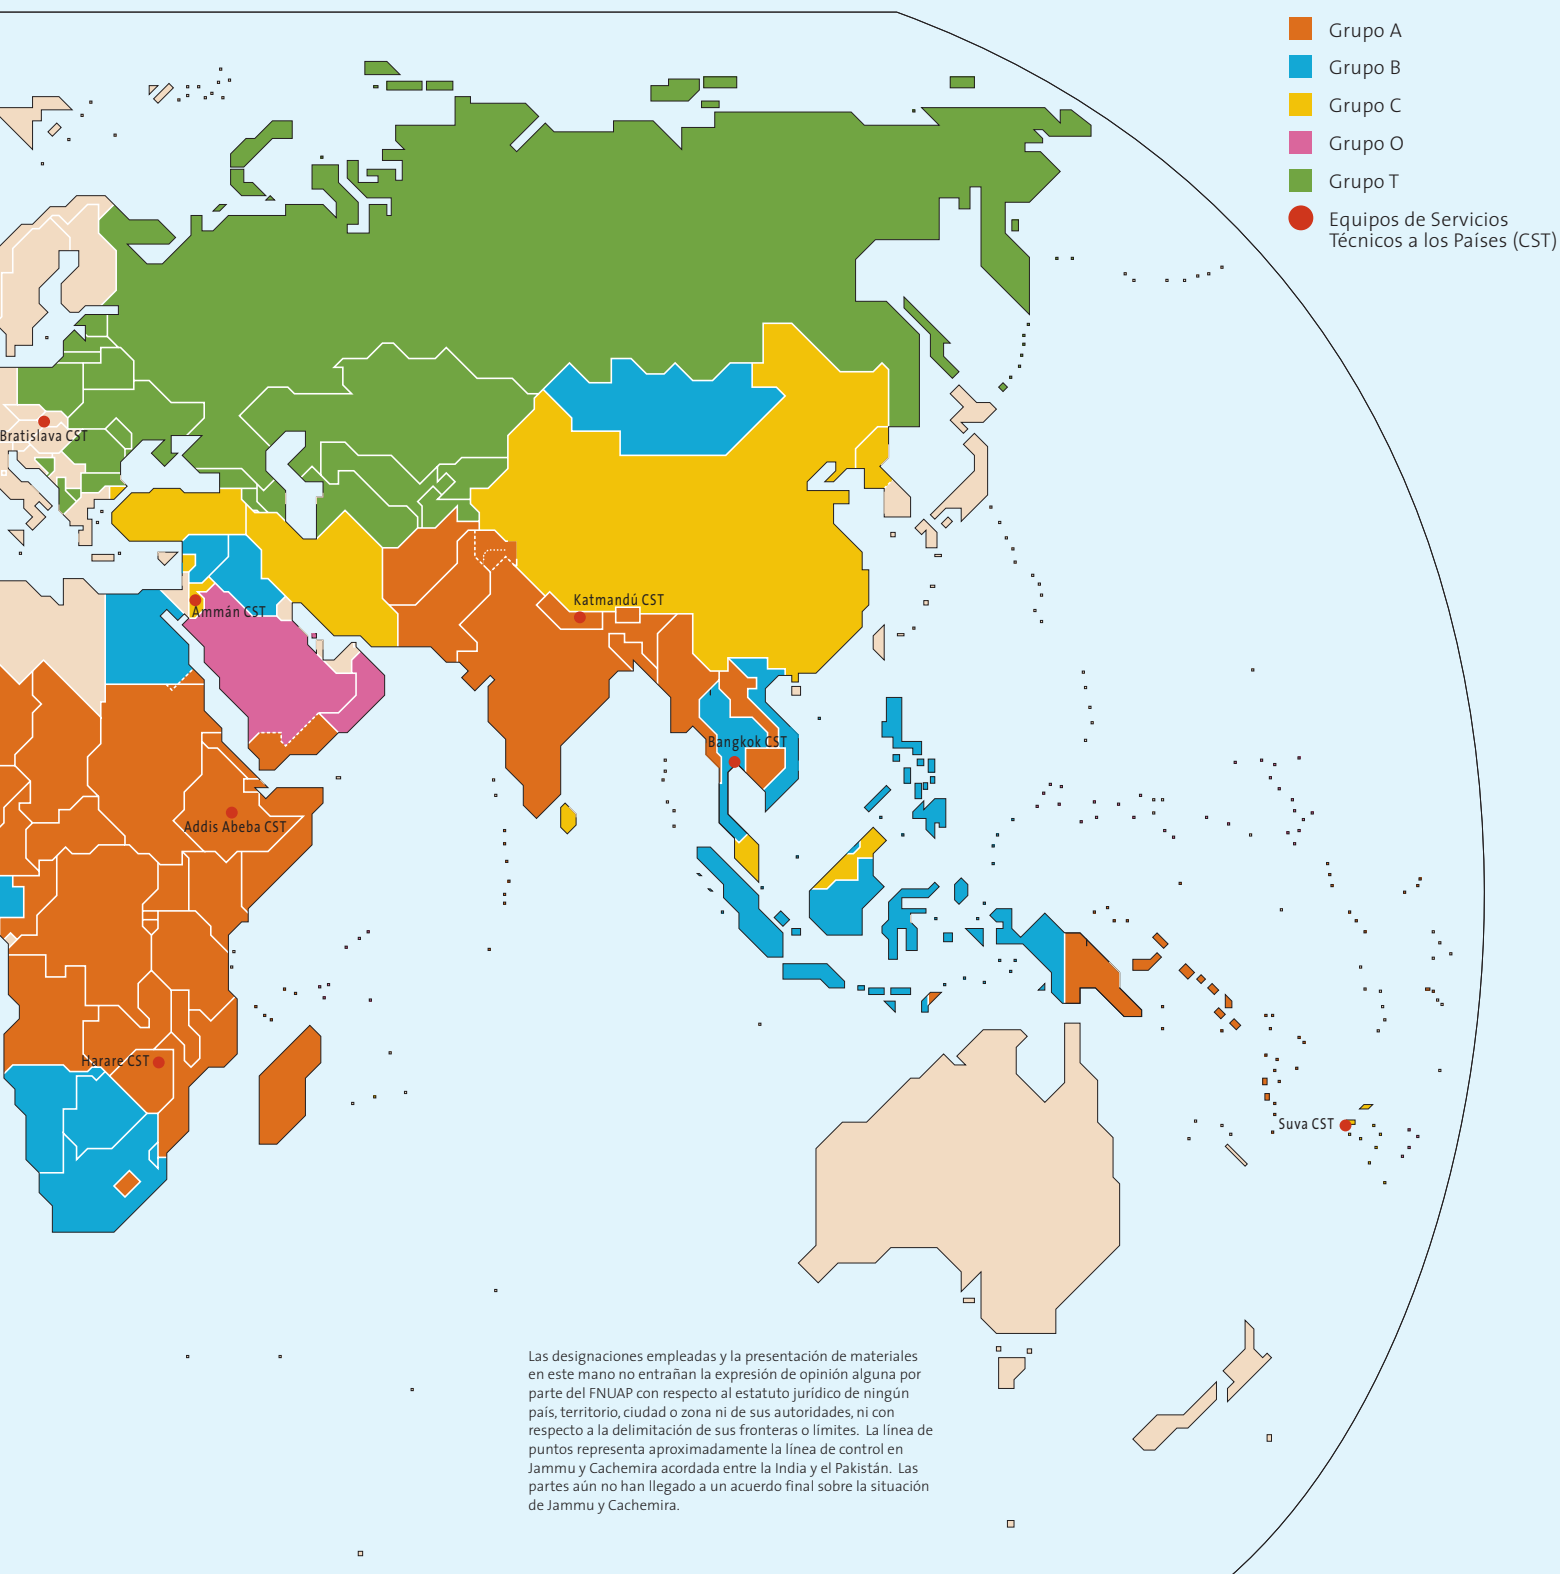 Grupo A
Grupo B
Grupo C
Grupo O
Grupo T
Equipos de Servicios
Técnicos a los Países (CST)
Bratislava CST
Katmandú CST
Ammán CST
Bangkok CST
Addis Abeba CST
Harare CST
Suva CST
Las designaciones empleadas y la presentación de materiales
en este mano no entrañan la expresión de opinión alguna por
parte del FNUAP con respecto al estatuto jurídico de ningún
país, territorio, ciudad o zona ni de sus autoridades, ni con
respecto a la delimitación de sus fronteras o límites. La línea de
puntos representa aproximadamente la línea de control en
Jammu y Cachemira acordada entre la India y el Pakistán. Las
partes aún no han llegado a un acuerdo final sobre la situación
de Jammu y Cachemira.